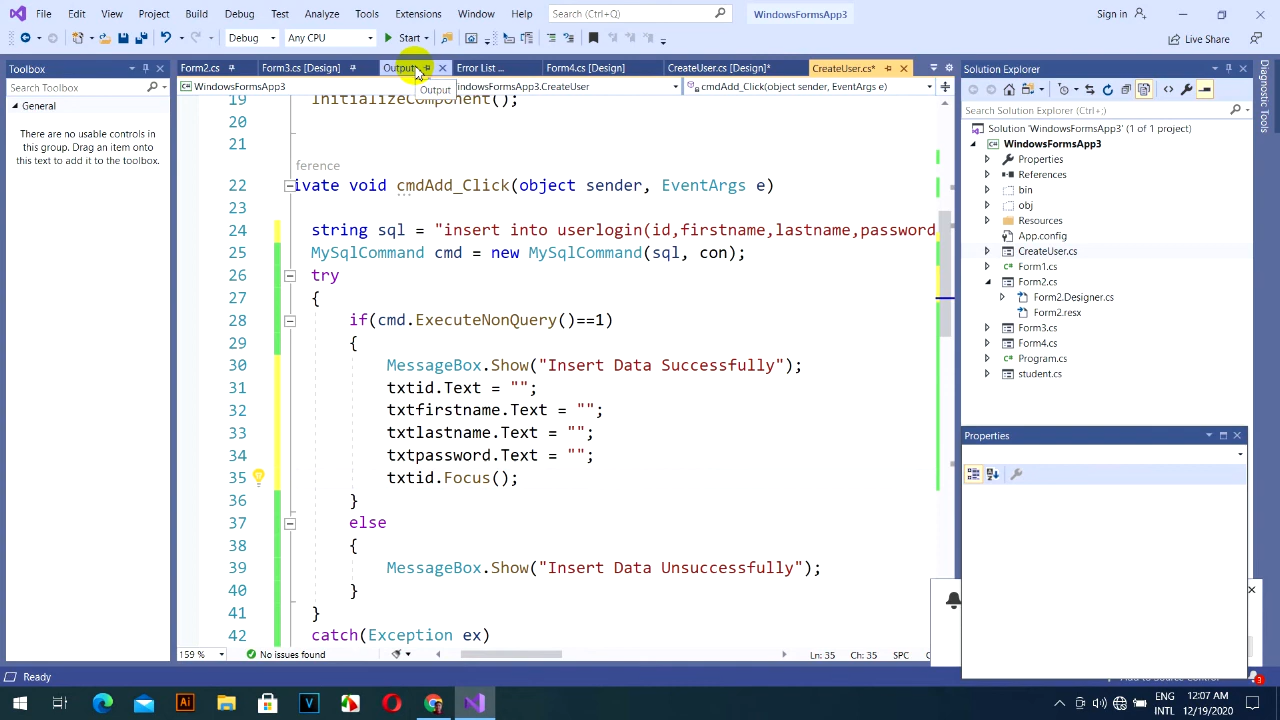 File Edit View Project Build Debug Test Analyze Tools Extensions Window Help Search (Ctrl+Q) WindowsFormsApp3 Sign in
Debug Any CPU Start Live Share
Toolbox
Search Toolbox
General
There are no usable controls in
this group. Drag an item onto
this text to add it to the toolbox.
Form2.cs Form3.cs [Design] Output Error List ... Form4.cs [Design] CreateUser.cs [Design]* CreateUser.cs*
WindowsFormsApp3 indowsFormsApp3.CreateUser cmdAdd_Click(object sender, EventArgs e)
Output
19 InitializeComponent();
20
21
ference
22 ivate void cmdAdd_Click(object sender, EventArgs e)
23
24 string sql = "insert into userlogin(id,firstname,lastname,password
25 MySqlCommand cmd = new MySqlCommand(sql, con);
26 try
27 {
28 if(cmd.ExecuteNonQuery()==1)
29 {
30 MessageBox.Show("Insert Data Successfully");
31 txtid.Text = "";
32 txtfirstname.Text = "";
33 txtlastname.Text = "";
34 txtpassword.Text = "";
35 txtid.Focus();
36 }
37 else
38 {
39 MessageBox.Show("Insert Data Unsuccessfully");
40 }
41 }
42 catch(Exception ex)
159 % No issues found Ln: 35 Ch: 35 SPC
Solution Explorer
Search Solution Explorer (Ctrl+;)
Solution 'WindowsFormsApp3' (1 of 1 project)
WindowsFormsApp3
Properties
References
bin
obj
Resources
App.config
CreateUser.cs
Form1.cs
Form2.cs
Form2.Designer.cs
Form2.resx
Form3.cs
Form4.cs
Program.cs
student.cs
Properties
Diagnostic Tools
Ready
3
ENG
INTL
12:07 AM
12/19/2020